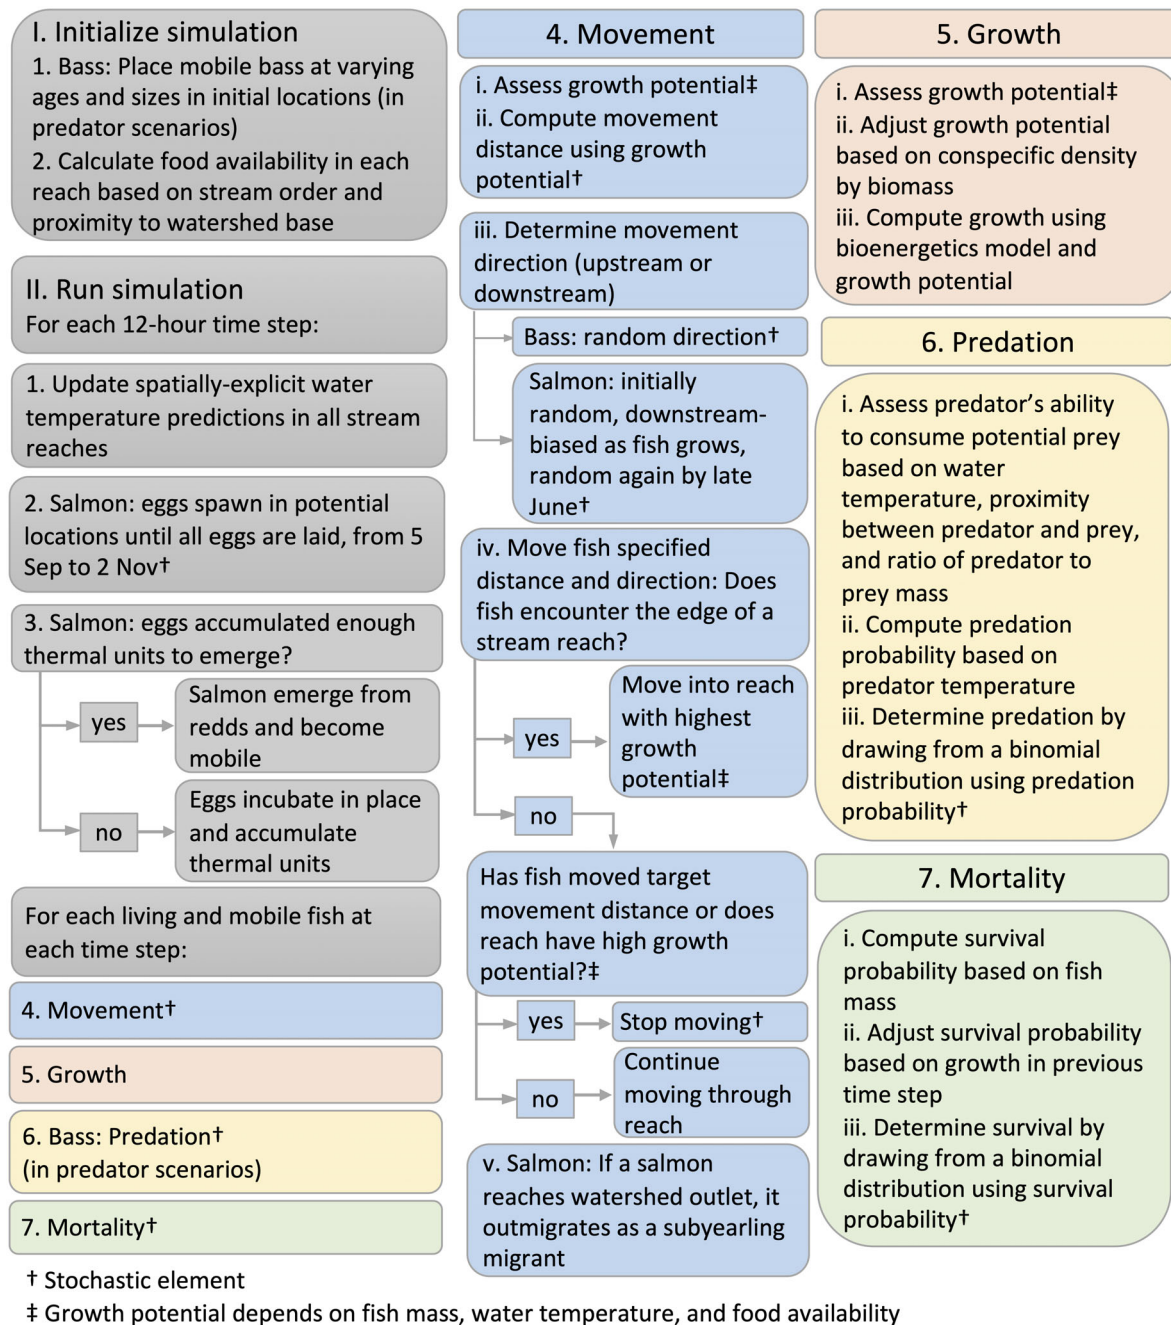 I. Initialize simulation
1. Bass: Place mobile bass at varying
ages and sizes in initial locations (in
predator scenarios)
2. Calculate food availability in each
reach based on stream order and
proximity to watershed base
II. Run simulation
For each 12-hour time step:
1. Update spatially-explicit water
temperature predictions in all stream
reaches
2. Salmon: eggs spawn in potential
locations until all eggs are laid, from 5
Sep to 2 Nov†
3. Salmon: eggs accumulated enough
thermal units to emerge?
yes
Salmon emerge from
redds and become
mobile
no
Eggs incubate in place
and accumulate
thermal units
For each living and mobile fish at
each time step:
4. Movement†
5. Growth
6. Bass: Predation†
(in predator scenarios)
7. Mortality†
4. Movement
i. Assess growth potential‡
ii. Compute movement
distance using growth
potential†
iii. Determine movement
direction (upstream or
downstream)
Bass: random direction†
Salmon: initially
random, downstream-
biased as fish grows,
random again by late
June†
iv. Move fish specified
distance and direction: Does
fish encounter the edge of a
stream reach?
yes
Move into reach
with highest
growth
potential‡
no
Has fish moved target
movement distance or does
reach have high growth
potential?‡
yes
Stop moving†
no
Continue
moving through
reach
v. Salmon: If a salmon
reaches watershed outlet, it
outmigrates as a subyearling
migrant
5. Growth
i. Assess growth potential‡
ii. Adjust growth potential
based on conspecific density
by biomass
iii. Compute growth using
bioenergetics model and
growth potential
6. Predation
i. Assess predator’s ability
to consume potential prey
based on water
temperature, proximity
between predator and prey,
and ratio of predator to
prey mass
ii. Compute predation
probability based on
predator temperature
iii. Determine predation by
drawing from a binomial
distribution using predation
probability†
7. Mortality
i. Compute survival
probability based on fish
mass
ii. Adjust survival probability
based on growth in previous
time step
iii. Determine survival by
drawing from a binomial
distribution using survival
probability†
† Stochastic element
‡ Growth potential depends on fish mass, water temperature, and food availability